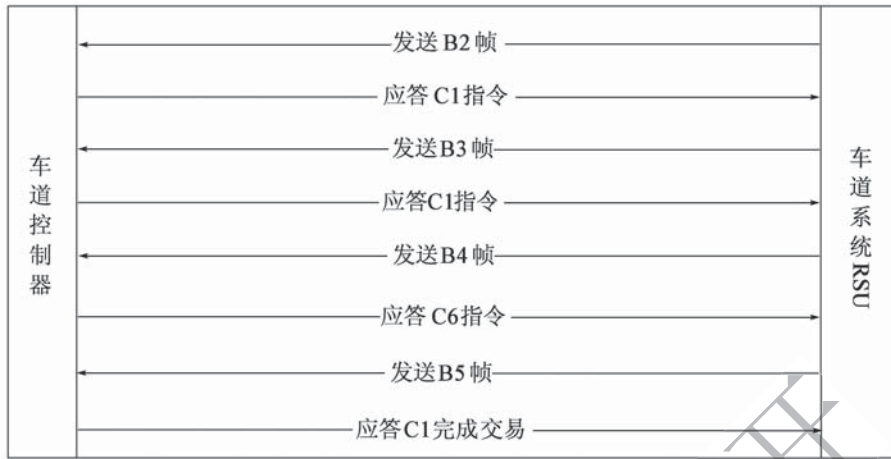 发送 B2 帧
应答 C1指令
发送B3 帧
应答C1指令
发送B4 帧
应答 C6指令
发送B5 帧
应答C1完成交易
车道控制器
车道系统RSU